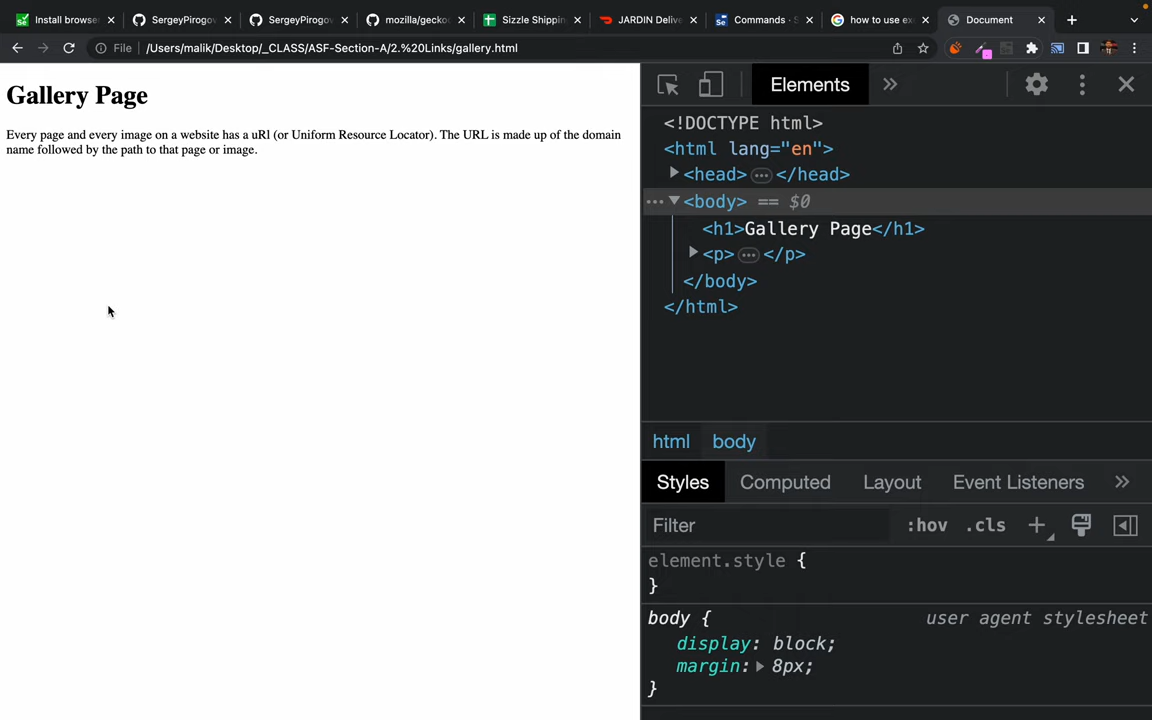 Install browser
SergeyPirogov
SergeyPirogov
mozilla/gecko
Sizzle Shippin
JARDIN Delive
Commands · S
how to use exe
Document
File /Users/malik/Desktop/_CLASS/ASF-Section-A/2.%20Links/gallery.html
Gallery Page
Every page and every image on a website has a uRl (or Uniform Resource Locator). The URL is made up of the domain
name followed by the path to that page or image.
Elements
<!DOCTYPE html>
<html lang="en">
<head> ... </head>
... <body> == $0
<h1>Gallery Page</h1>
<p> ... </p>
</body>
</html>
html body
Styles Computed Layout Event Listeners
Filter :hov .cls
element.style {
}
body { user agent stylesheet
display: block;
margin: 8px;
}